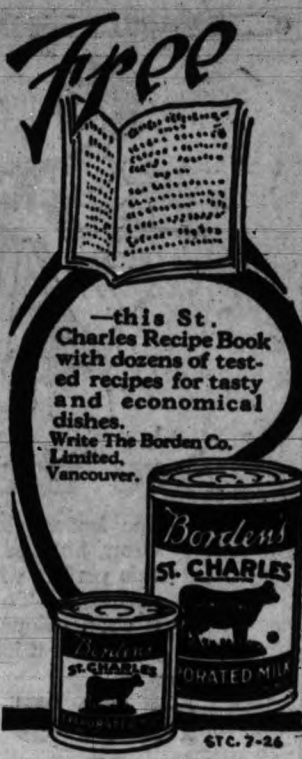 Free
—this St.
Charles Recipe Book
with dozens of test-
ed recipes for tasty
and economical
dishes.
Write The Borden Co.
Limited,
Vancouver.
Borden's
ST. CHARLES
ORATED MILK
Borden's
ST. CHARLES
STC. 7-26